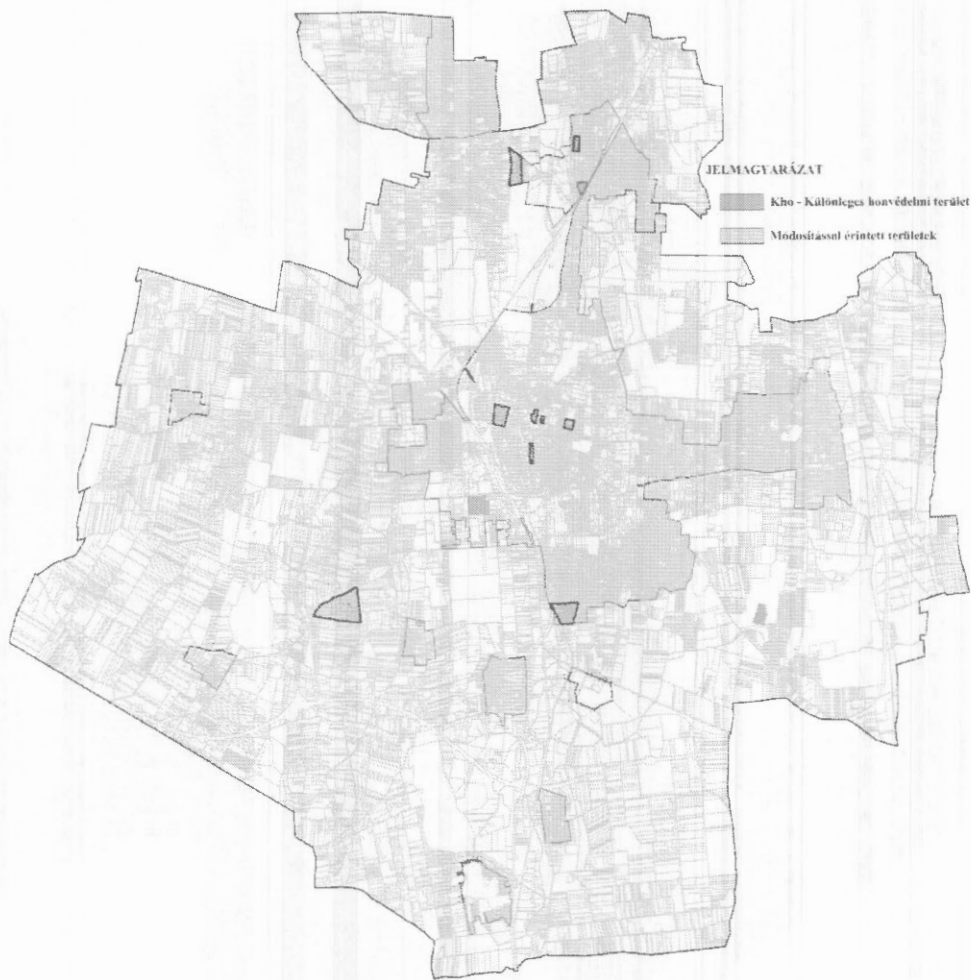 JELMAGYARÁZAT
Kho - Különleges honvédelmi terület
Módosítással érintett területek